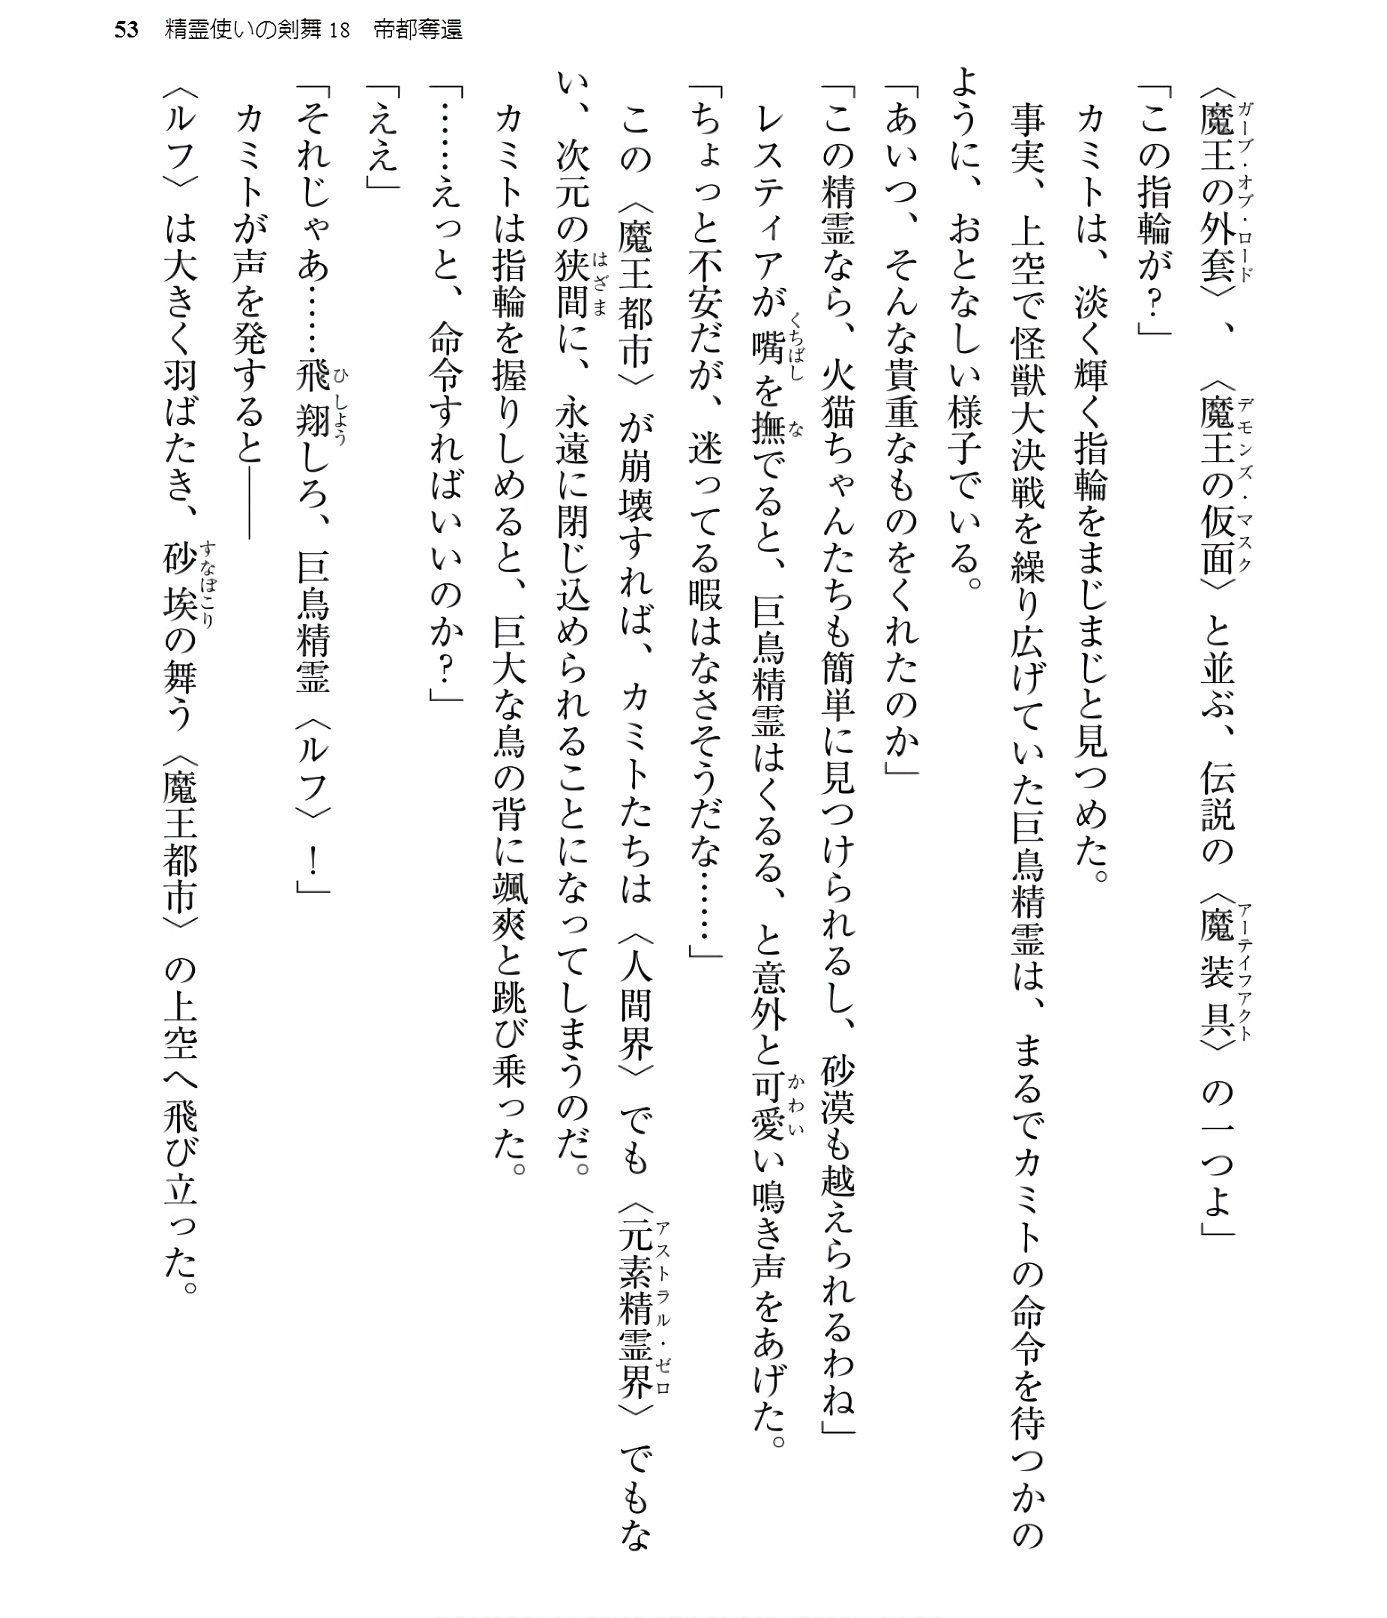 53 精霊使いの剣舞18 帝都奪還
〈魔王の外套〉、〈魔王の仮面〉と並ぶ、伝説の〈魔装具〉の一つよ」
ガーブ・オブ・ロード
デモンズ・マスク
アーティファクト
「この指輪が？」
カミトは、淡く輝く指輪をまじまじと見つめた。
事実、上空で怪獣大決戦を繰り広げていた巨鳥精霊は、まるでカミトの命令を待つかの
ように、おとなしい様子でいる。
「あいつ、そんな貴重なものをくれたのか」
「この精霊なら、火猫ちゃんたちも簡単に見つけられるし、砂漠も越えられるわね」
レスティアが嘴を撫でると、巨鳥精霊はくるる、と意外と可愛い鳴き声をあげた。
くちばし
な
かわい
「ちょっと不安だが、迷ってる暇はなさそうだな……」
この〈魔王都市〉が崩壊すれば、カミトたちは〈人間界〉でも〈元素精霊界〉でもな
アストラル・ゼロ
い、次元の狭間に、永遠に閉じ込められることになってしまうのだ。
はざま
カミトは指輪を握りしめると、巨大な鳥の背に颯爽と跳び乗った。
「……えっと、命令すればいいのか？」
「ええ」
「それじゃあ……飛翔しろ、巨鳥精霊〈ルフ〉！」
ひしょう
カミトが声を発すると――
〈ルフ〉は大きく羽ばたき、砂埃の舞う〈魔王都市〉の上空へ飛び立った。
すなぼこり